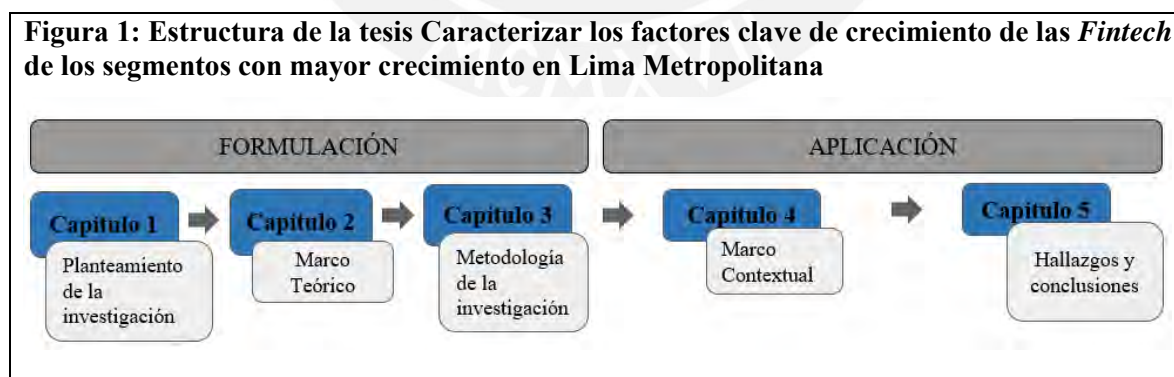 Figura 1: Estructura de la tesis Caracterizar los factores clave de crecimiento de las Fintech
de los segmentos con mayor crecimiento en Lima Metropolitana
FORMULACIÓN
APLICACIÓN
Capitulo 1
Planteamiento
de la
investigación
Capitulo 2
Marco
Teórico
Capitulo 3
Metodología
de la
investigación
Capitulo 4
Marco
Contextual
Capitulo 5
Hallazgos y
conclusiones